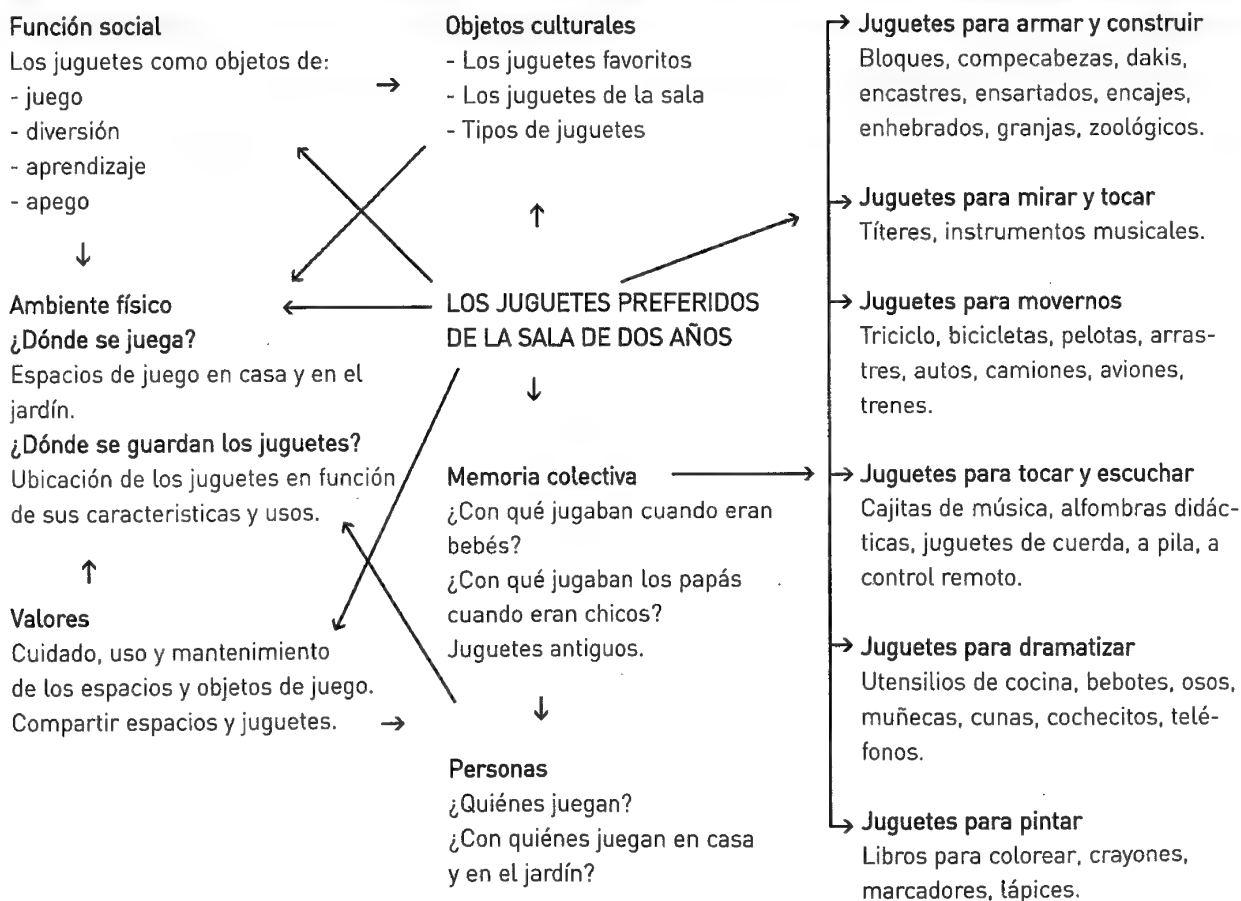 Función social
Los juguetes como objetos de:
- juego
- diversión
- aprendizaje
- apego
Ambiente físico
¿Dónde se juega?
Espacios de juego en casa y en el
jardín.
¿Dónde se guardan los juguetes?
Ubicación de los juguetes en función
de sus caracteristicas y usos.
Valores
Cuidado, uso y mantenimiento
de los espacios y objetos de juego.
Compartir espacios y juguetes.
Objetos culturales
- Los juguetes favoritos
- Los juguetes de la sala
- Tipos de juguetes
LOS JUGUETES PREFERIDOS
DE LA SALA DE DOS AÑOS
Memoria colectiva
¿Con qué jugaban cuando eran
bebés?
¿Con qué jugaban los papás
cuando eran chicos?
Juguetes antiguos.
Personas
¿Quiénes juegan?
¿Con quiénes juegan en casa
y en el jardín?
Juguetes para armar y construir
Bloques, compecabezas, dakis,
encastres, ensartados, encajes,
enhebrados, granjas, zoológicos.
Juguetes para mirar y tocar
Títeres, instrumentos musicales.
Juguetes para movernos
Triciclo, bicicletas, pelotas, arras-
tres, autos, camiones, aviones,
trenes.
Juguetes para tocar y escuchar
Cajitas de música, alfombras didác-
ticas, juguetes de cuerda, a pila, a
control remoto.
Juguetes para dramatizar
Utensilios de cocina, bebotes, osos,
muñecas, cunas, cochecitos, telé-
fonos.
Juguetes para pintar
Libros para colorear, crayones,
marcadores, lápices.